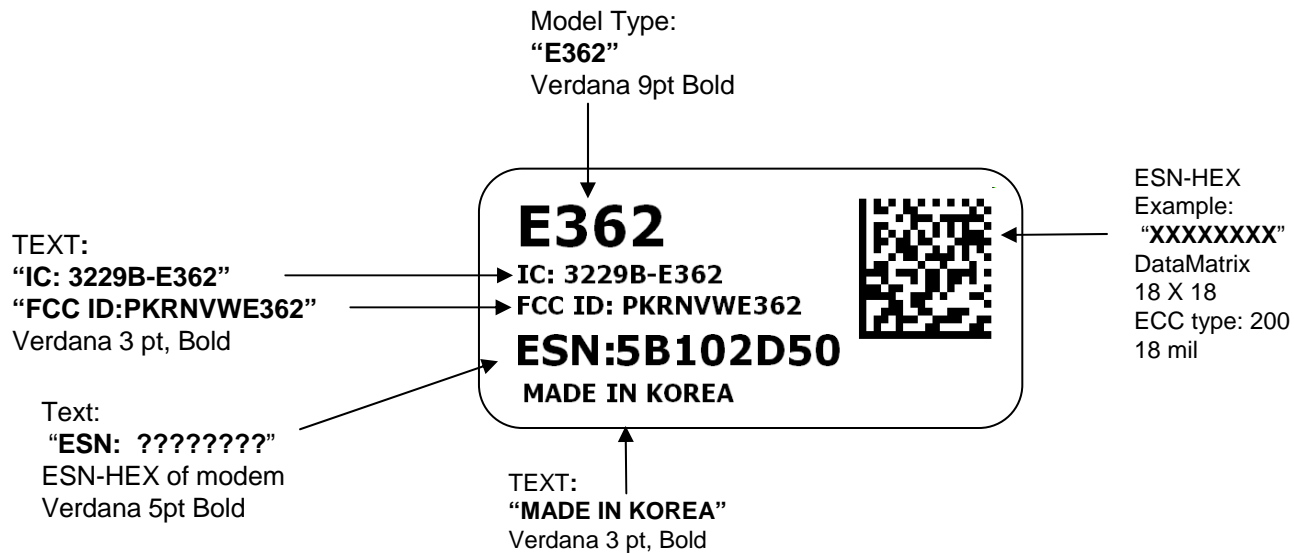 Model Type:
“E362”
Verdana 9pt Bold
TEXT:
“IC: 3229B-E362”
“FCC ID:PKRNVWE362”
Verdana 3 pt, Bold
Text:
“ESN: ????????”
ESN-HEX of modem
Verdana 5pt Bold
E362
IC: 3229B-E362
FCC ID: PKRNVWE362
ESN:5B102D50
MADE IN KOREA
TEXT:
“MADE IN KOREA”
Verdana 3 pt, Bold
ESN-HEX
Example:
“XXXXXXXX”
DataMatrix
18 X 18
ECC type: 200
18 mil